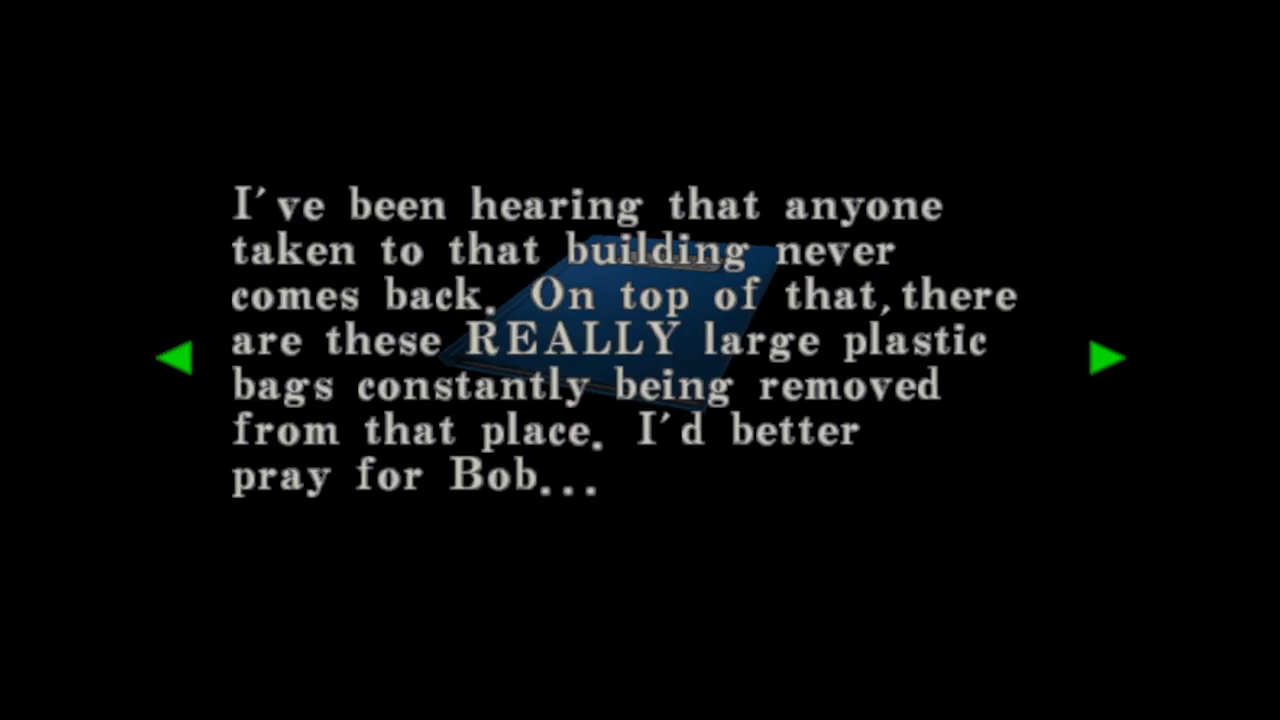 I've been hearing that anyone
taken to that building never
comes back. On top of that, there
are these REALLY large plastic
bags constantly being removed
from that place. I'd better
pray for Bob...